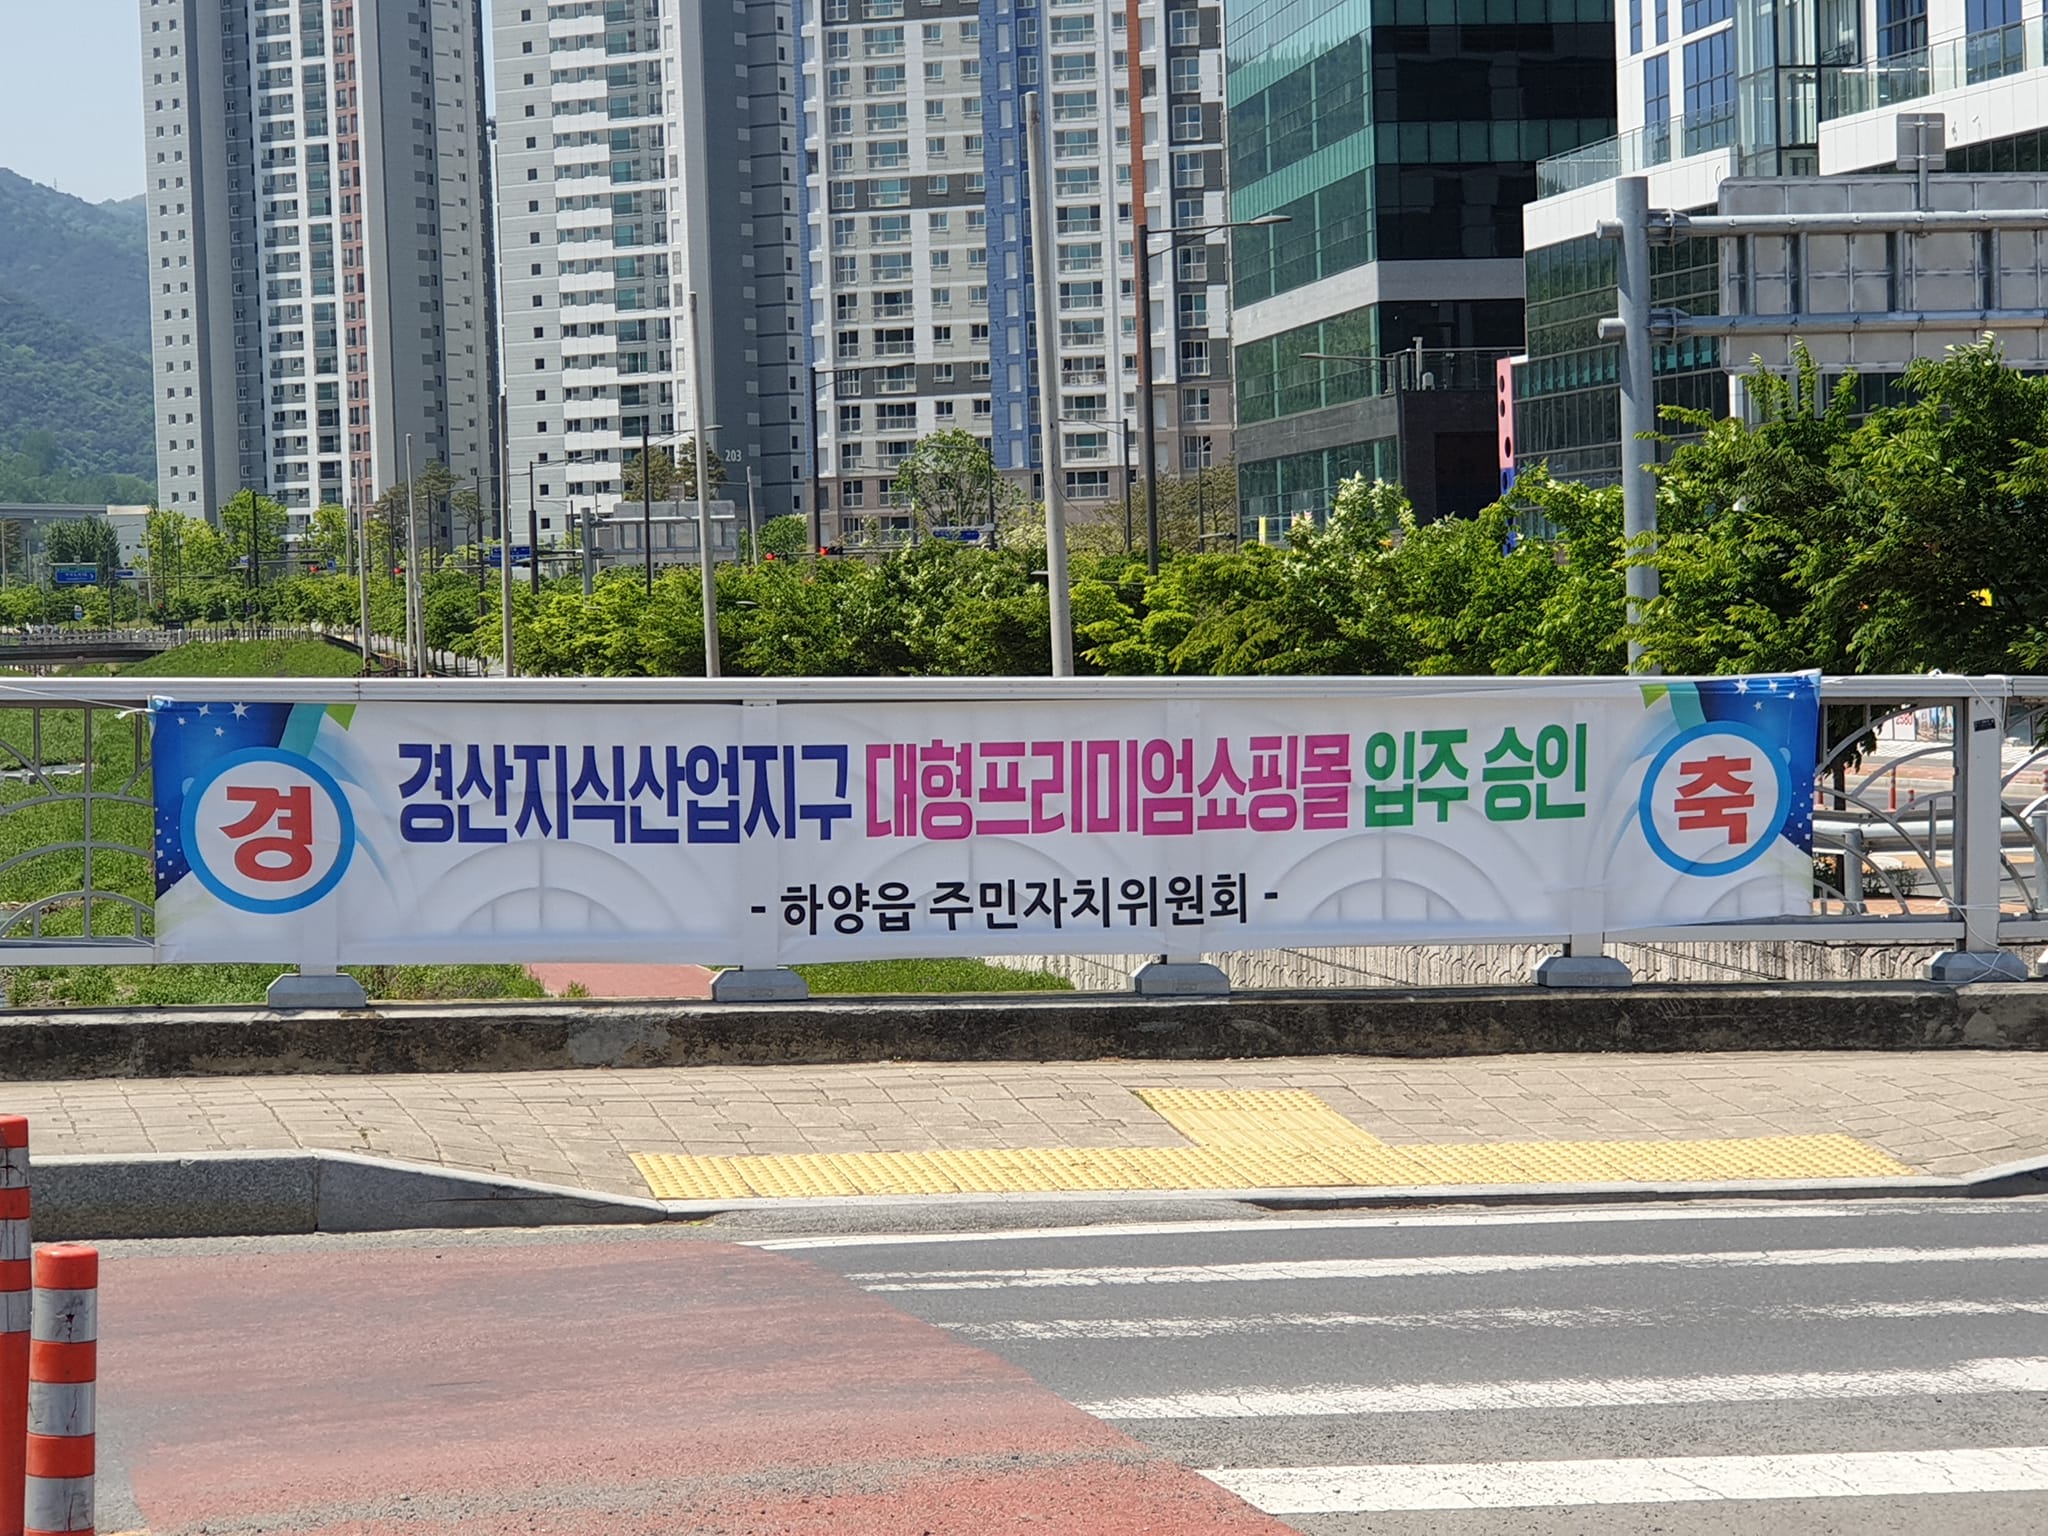 경 경산지식산업지구 대형프리미엄쇼핑몰 입주 승인 축
- 하양읍 주민자치위원회 -
203